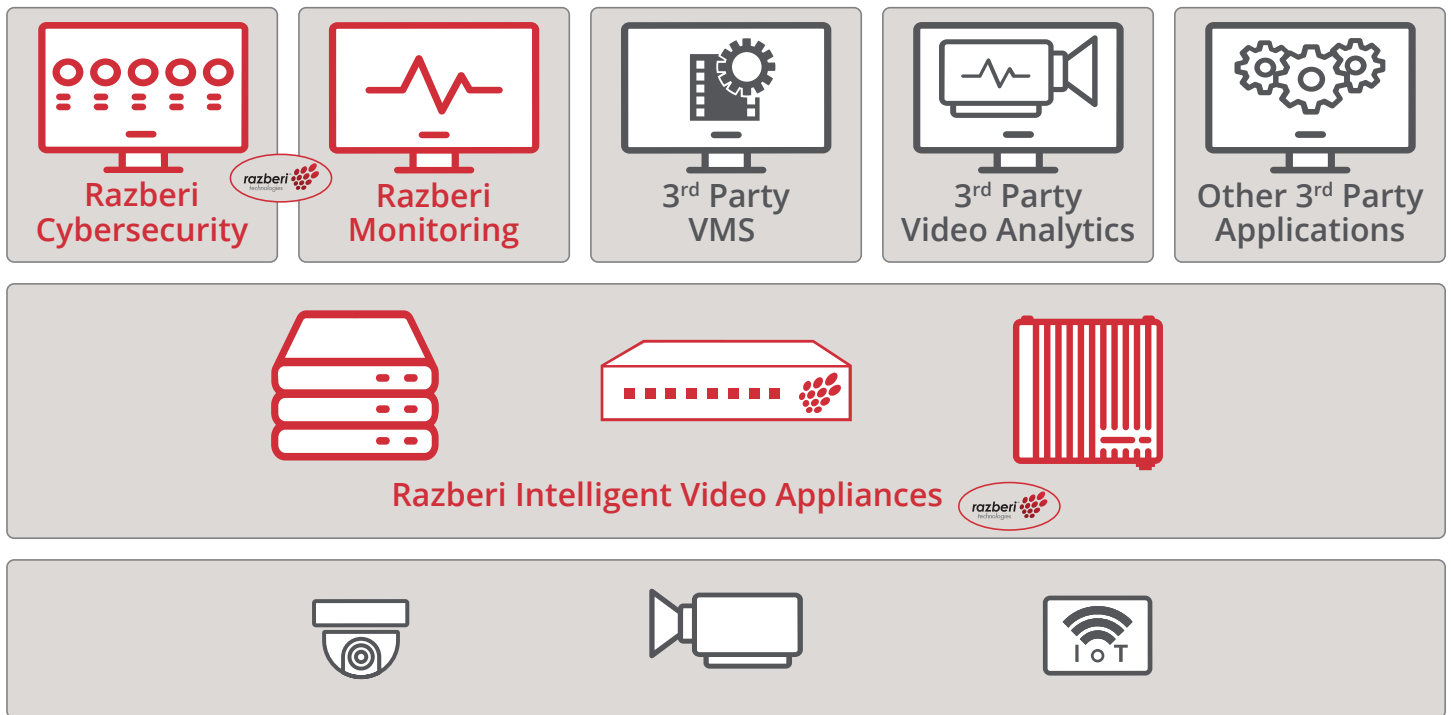 Razberi
Cybersecurity
razberi
technologies
Razberi
Monitoring
3rd Party
VMS
3rd Party
Video Analytics
Other 3rd Party
Applications
Razberi Intelligent Video Appliances
razberi
technologies
IoT